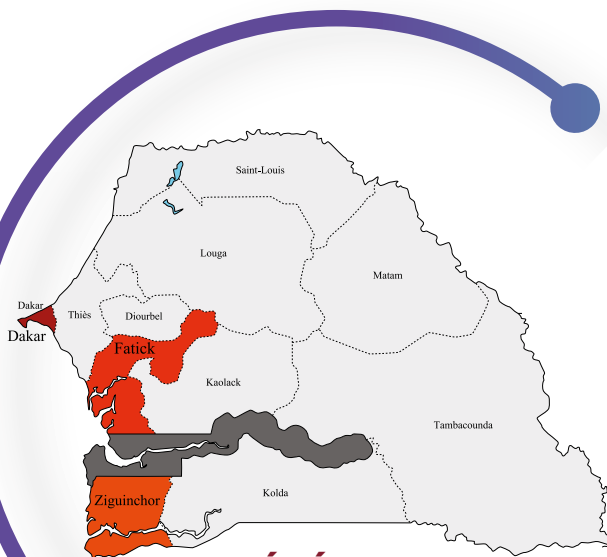 Saint-Louis
Louga
Matam
Dakar
Thiès
Diourbel
Dakar
Fatick
Kaolack
Tambacounda
Ziguinchor
Kolda